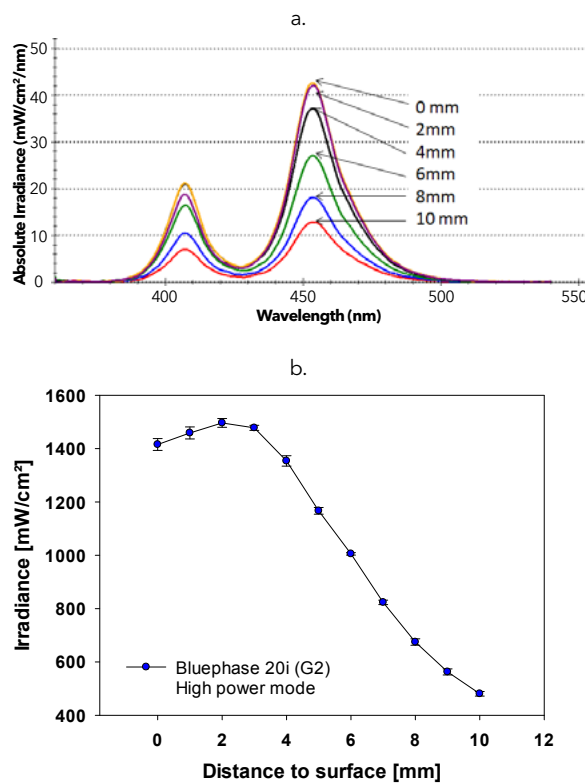 a.
Absolute Irradiance (mW/cm²/nm)
50
40
30
20
10
0
0 mm
2mm
4mm
6mm
8mm
10 mm
400
450
500
550
Wavelength (nm)
b.
Irradiance [mW/cm²]
1600
1400
1200
1000
800
600
400
Bluephase 20i (G2)
High power mode
0
2
4
6
8
10
12
Distance to surface [mm]